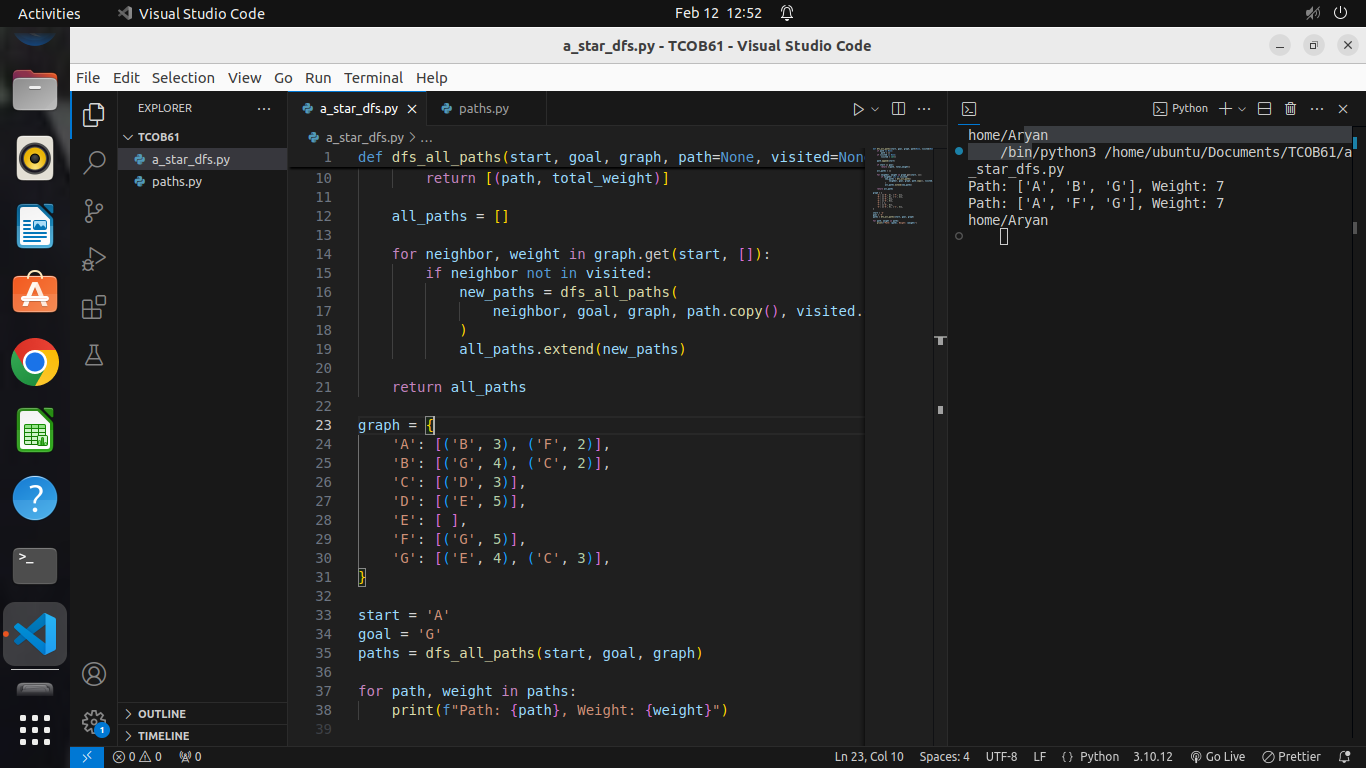 Activities
Visual Studio Code
Feb 12 12:52
a_star_dfs.py - TCOB61 - Visual Studio Code
File Edit Selection View Go Run Terminal Help
EXPLORER
TCOB61
a_star_dfs.py
paths.py
OUTLINE
TIMELINE
a_star_dfs.py
paths.py
a_star_dfs.py > ...
1 def dfs_all_paths(start, goal, graph, path=None, visited=Non
10 return [(path, total_weight)]
11
12 all_paths = []
13
14 for neighbor, weight in graph.get(start, []):
15 if neighbor not in visited:
16 new_paths = dfs_all_paths(
17 neighbor, goal, graph, path.copy(), visited.
18 )
19 all_paths.extend(new_paths)
20
21 return all_paths
22
23 graph = {
24 'A': [('B', 3), ('F', 2)],
25 'B': [('G', 4), ('C', 2)],
26 'C': [('D', 3)],
27 'D': [('E', 5)],
28 'E': [ ],
29 'F': [('G', 5)],
30 'G': [('E', 4), ('C', 3)],
31 }
32
33 start = 'A'
34 goal = 'G'
35 paths = dfs_all_paths(start, goal, graph)
36
37 for path, weight in paths:
38 print(f"Path: {path}, Weight: {weight}")
39
Python
home/Aryan
/bin/python3 /home/ubuntu/Documents/TCOB61/a
_star_dfs.py
Path: ['A', 'B', 'G'], Weight: 7
Path: ['A', 'F', 'G'], Weight: 7
home/Aryan
1
0 0 0
Ln 23, Col 10 Spaces: 4 UTF-8 LF { } Python 3.10.12 Go Live Prettier